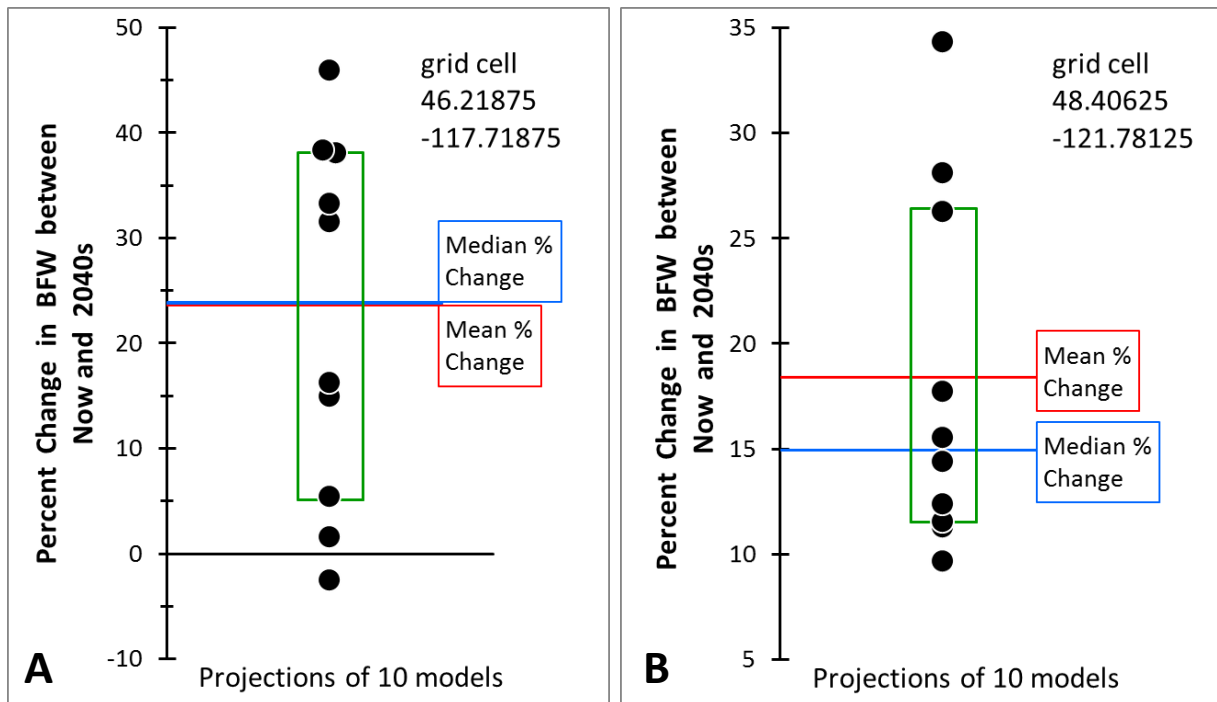 50
40
30
20
10
0
-10
Percent Change in BFW between
Now and 2040s
grid cell
46.21875
-117.71875
Median %
Change
Mean %
Change
A
Projections of 10 models
35
30
25
20
15
10
5
Percent Change in BFW between
Now and 2040s
grid cell
48.40625
-121.78125
Mean %
Change
Median %
Change
B
Projections of 10 models